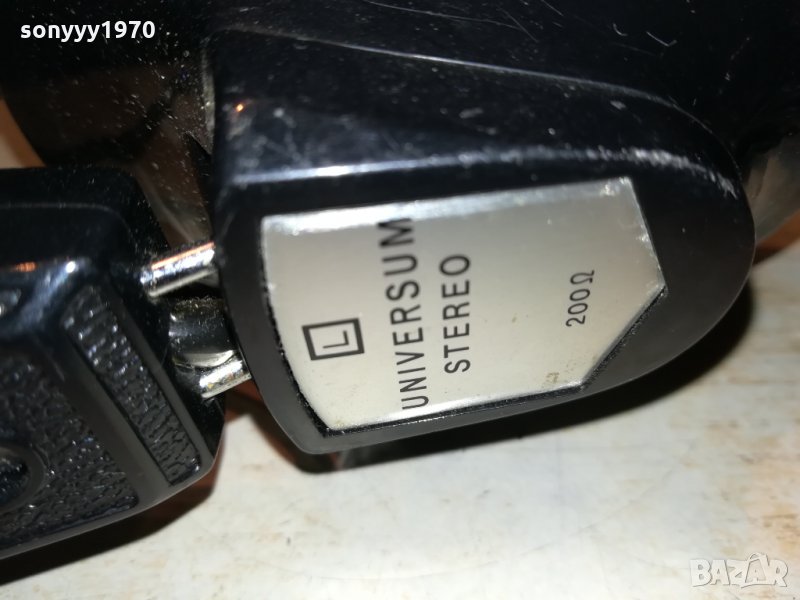 sonyyy1970
L
UNIVERSUM
STEREO
200Ω
BAZAR